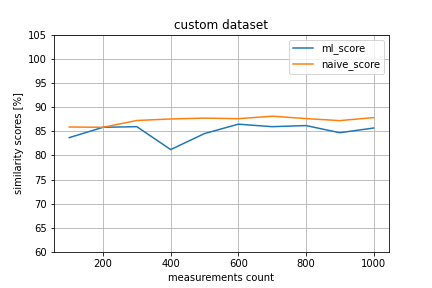 custom dataset
105
100
95
90
85
80
75
70
65
60
similarity scores [%]
ml_score
naive_score
200 400 600 800 1000
measurements count